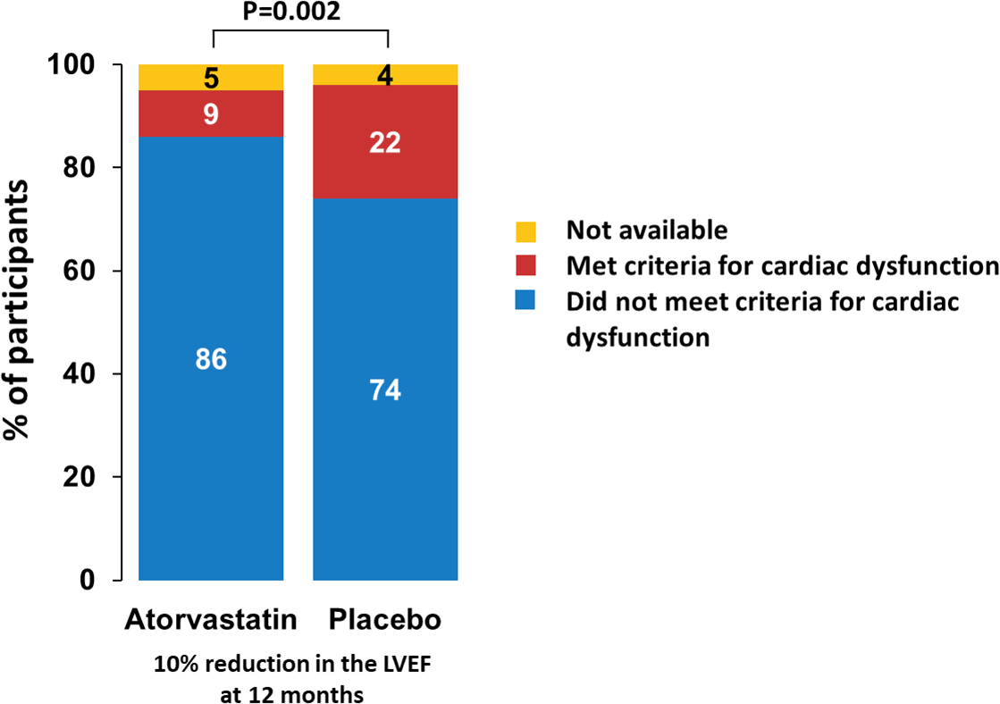 P=0.002
100
80
60
40
20
0
% of participants
5
9
86
4
22
74
Atorvastatin Placebo
10% reduction in the LVEF
at 12 months
Not available
Met criteria for cardiac dysfunction
Did not meet criteria for cardiac
dysfunction